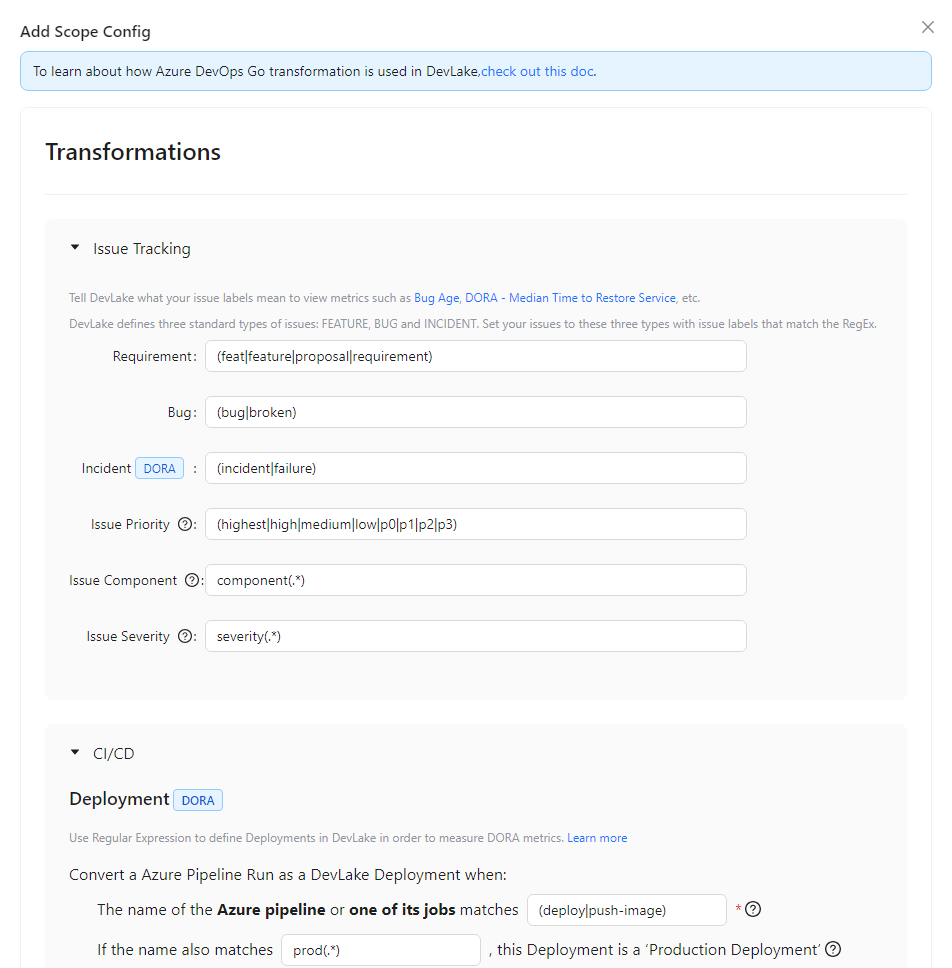 Add Scope Config
To learn about how Azure DevOps Go transformation is used in DevLake,check out this doc.
Transformations
Issue Tracking
Tell DevLake what your issue labels mean to view metrics such as Bug Age, DORA - Median Time to Restore Service, etc.
DevLake defines three standard types of issues: FEATURE, BUG and INCIDENT. Set your issues to these three types with issue labels that match the RegEx.
Requirement: (feat|feature|proposal|requirement)
Bug: (bug|broken)
Incident DORA : (incident|failure)
Issue Priority ?: (highest|high|medium|low|p0|p1|p2|p3)
Issue Component ?: component(.*)
Issue Severity ?: severity(.*)
CI/CD
Deployment DORA
Use Regular Expression to define Deployments in DevLake in order to measure DORA metrics. Learn more
Convert a Azure Pipeline Run as a DevLake Deployment when:
The name of the Azure pipeline or one of its jobs matches (deploy|push-image) * ?
If the name also matches prod(.*) , this Deployment is a ‘Production Deployment’ ?